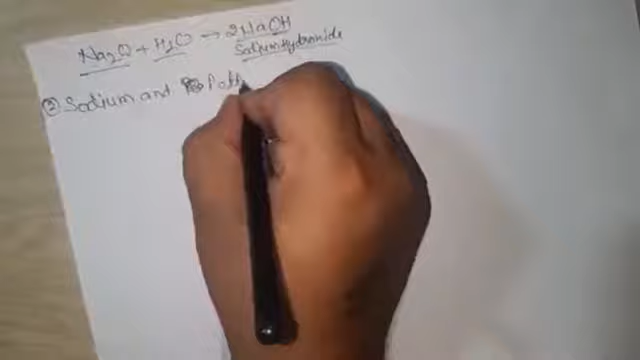 Na₂O + H₂O → 2NaOH
Sodium Hydroxide
② Sodium and